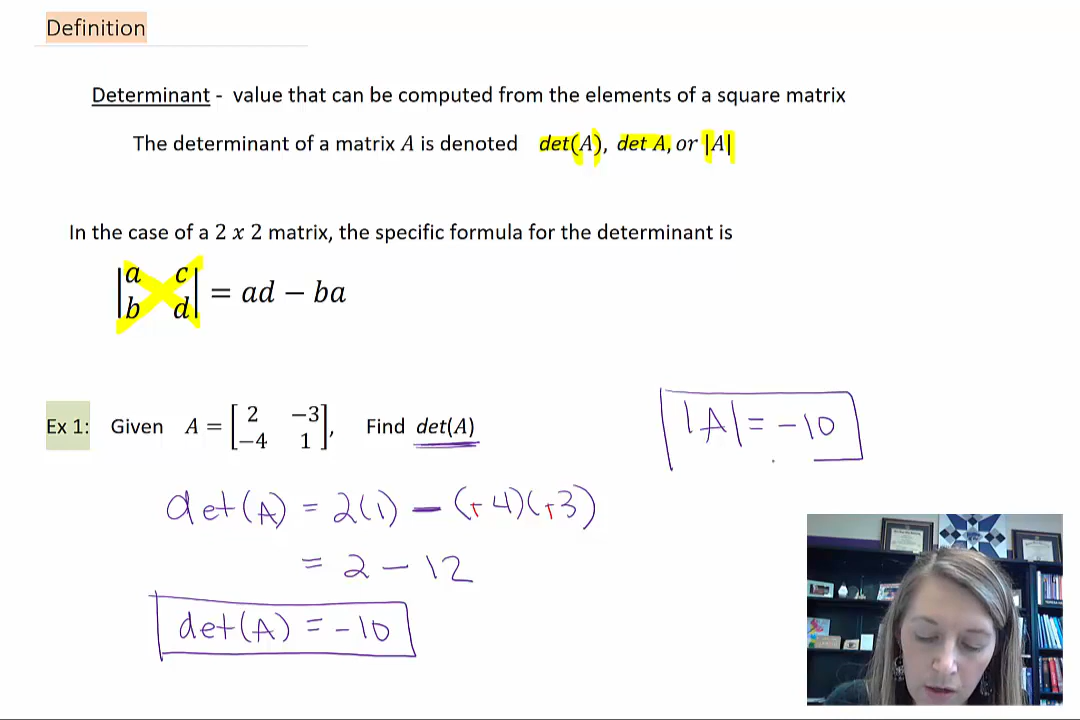 Definition
Determinant - value that can be computed from the elements of a square matrix
The determinant of a matrix A is denoted det(A), det A, or |A|
In the case of a 2 x 2 matrix, the specific formula for the determinant is
|a c|
|b d| = ad − ba
Ex 1: Given A = [2 −3; −4 1], Find det(A)
|A| = -10
det(A) = 2(1) - (+4)(+3)
= 2 - 12
det(A) = -10